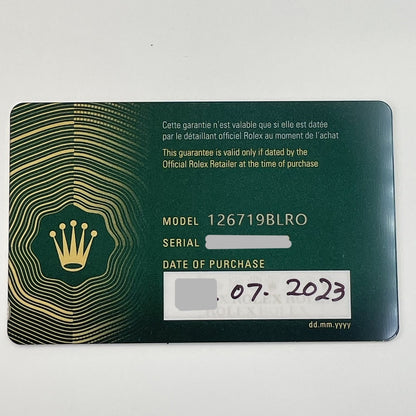 Cette garantie n'est valable que si elle est datée
par le détaillant officiel Rolex au moment de l'achat
This guarantee is valid only if dated by the
Official Rolex Retailer at the time of purchase
MODEL 126719BLRO
SERIAL
DATE OF PURCHASE
. 07. 2023
ROLEX
dd.mm.yyyy